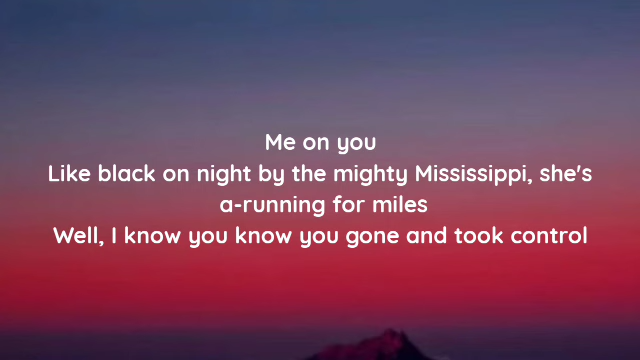 Me on you
Like black on night by the mighty Mississippi, she's
a-running for miles
Well, I know you know you gone and took control